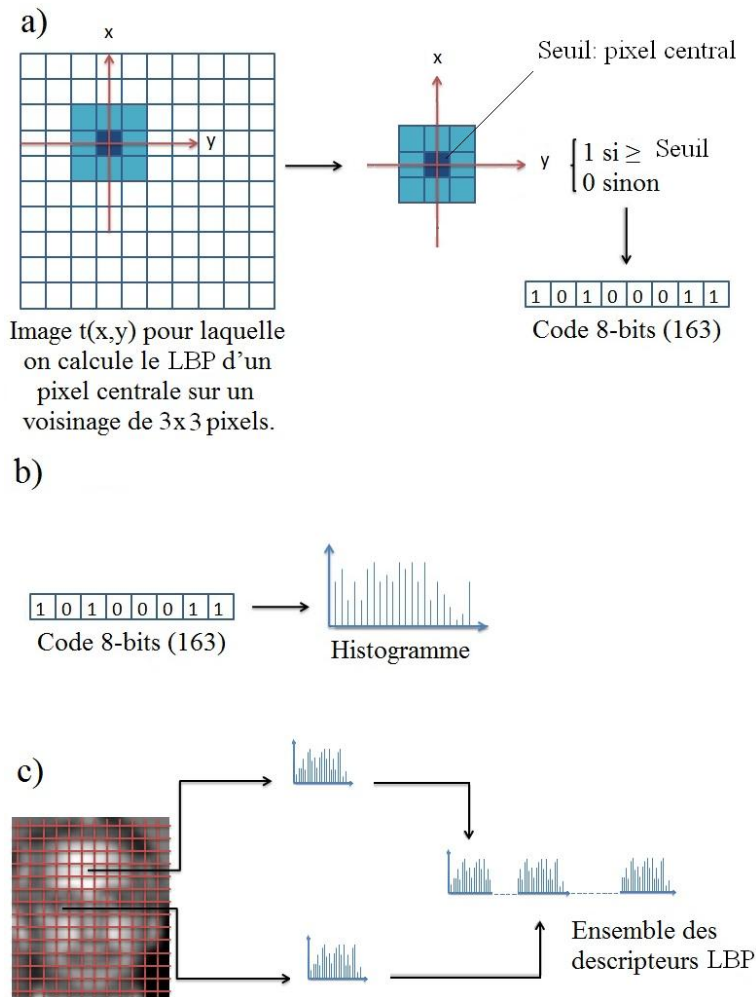 a)
x
y
Seuil: pixel central
x
y
1 si ≥ Seuil
0 sinon
1 0 1 0 0 0 1 1
Code 8-bits (163)
Image t(x,y) pour laquelle
on calcule le LBP d'un
pixel centrale sur un
voisinage de 3x3 pixels.
b)
1 0 1 0 0 0 1 1
Code 8-bits (163)
Histogramme
c)
Ensemble des
descripteurs LBP